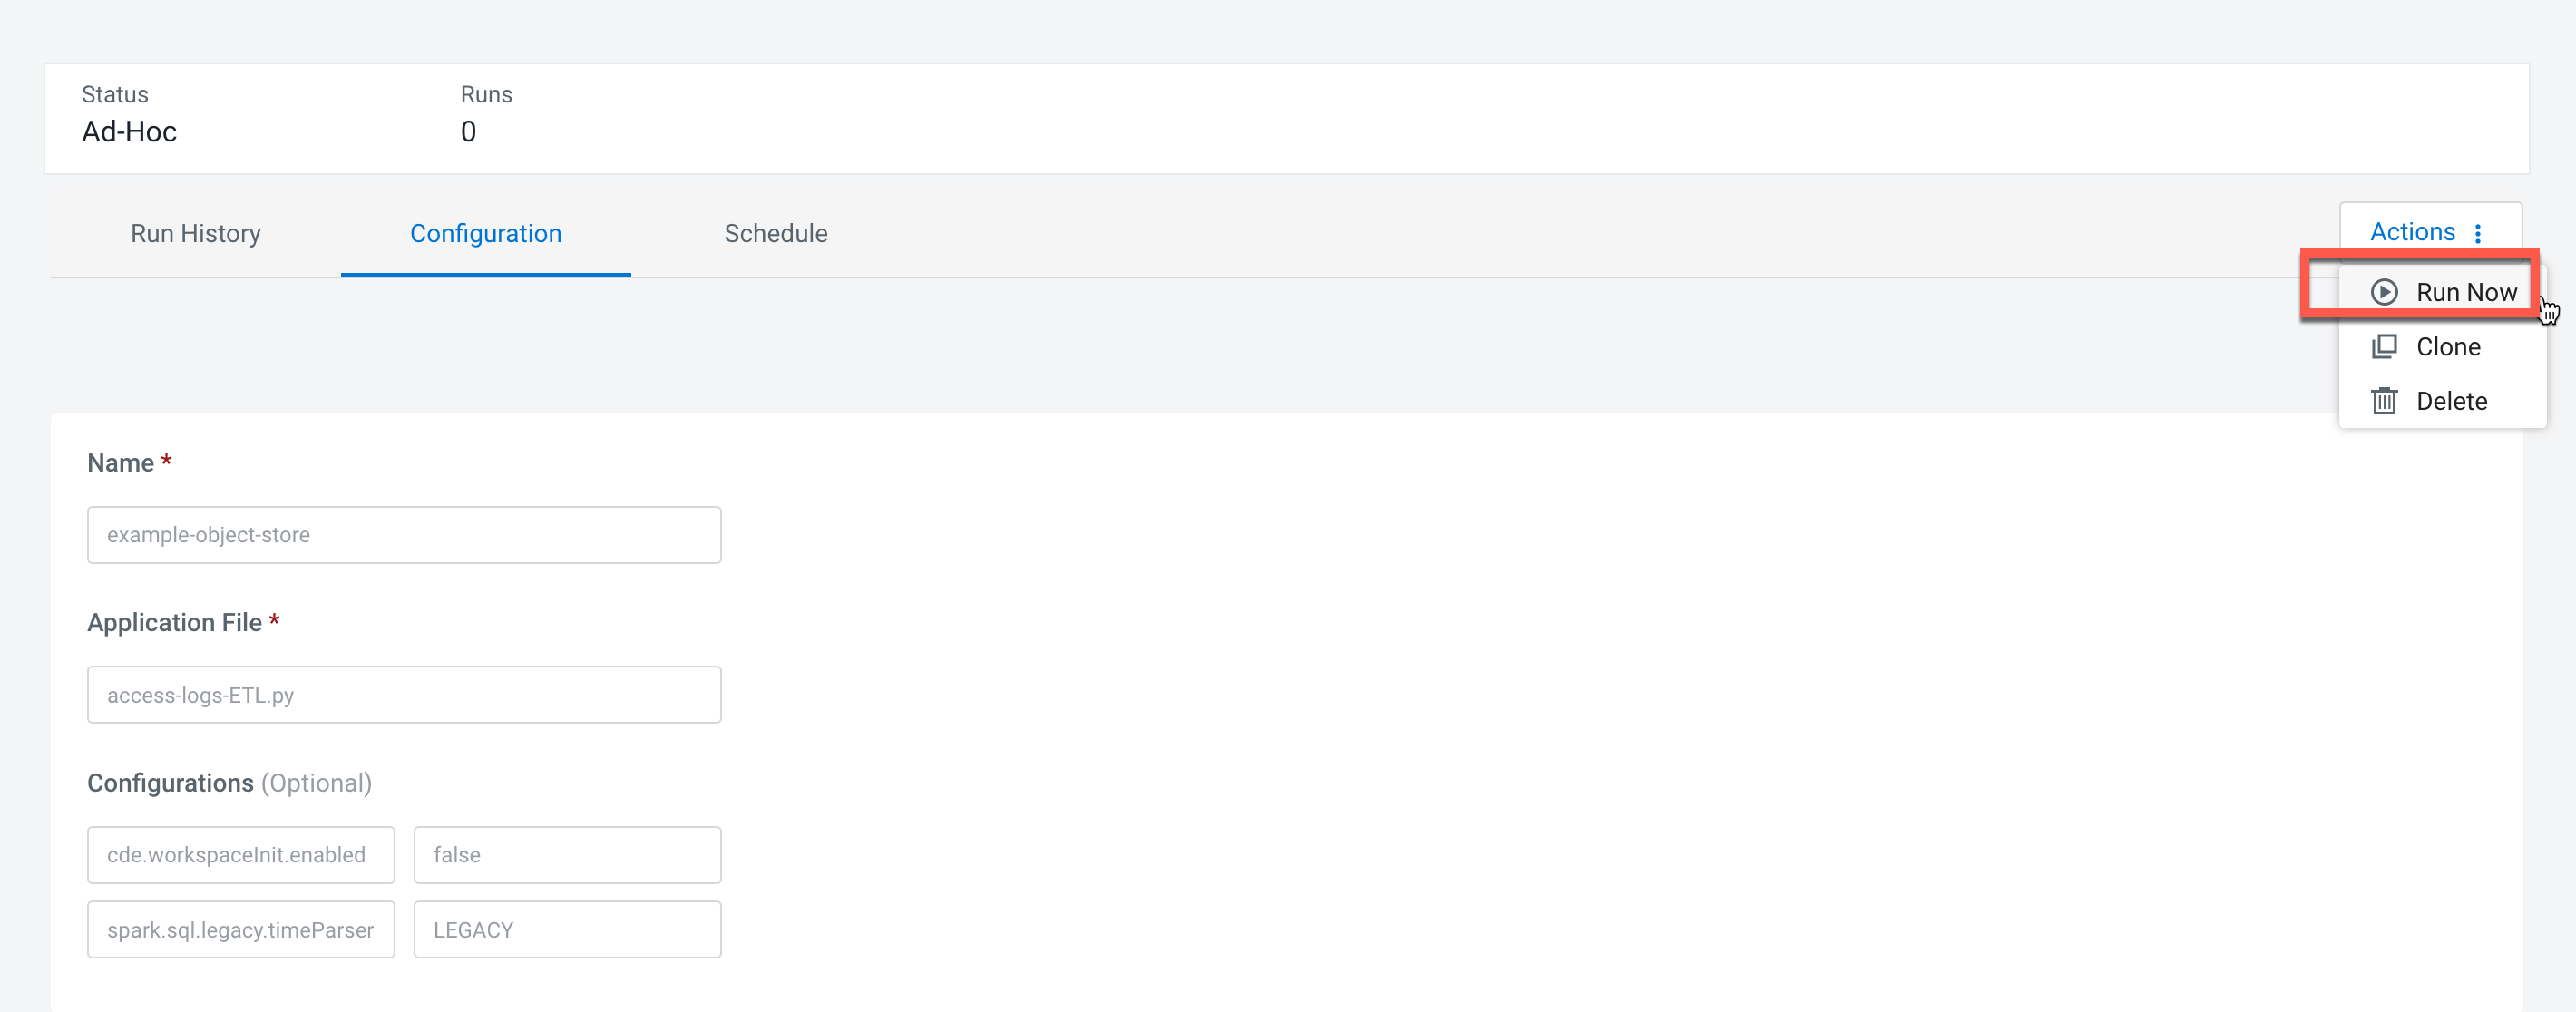 Status
Runs
Ad-Hoc
0
Run History
Configuration
Schedule
Actions
Run Now
Clone
Delete
Name *
example-object-store
Application File *
access-logs-ETL.py
Configurations (Optional)
cde.workspaceInit.enabled
false
spark.sql.legacy.timeParser
LEGACY